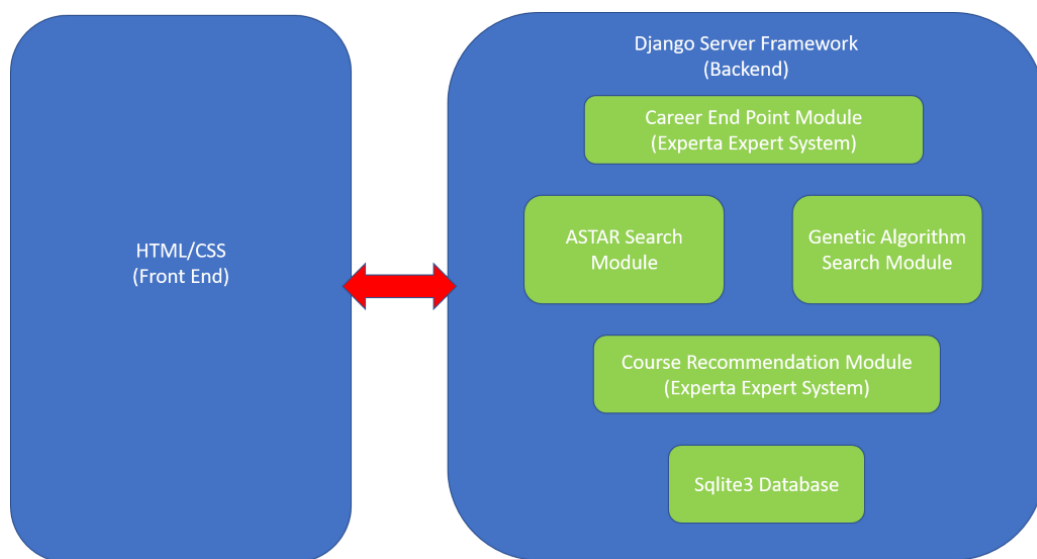 HTML/CSS
(Front End)
Django Server Framework
(Backend)
Career End Point Module
(Experta Expert System)
ASTAR Search
Module
Genetic Algorithm
Search Module
Course Recommendation Module
(Experta Expert System)
Sqlite3 Database